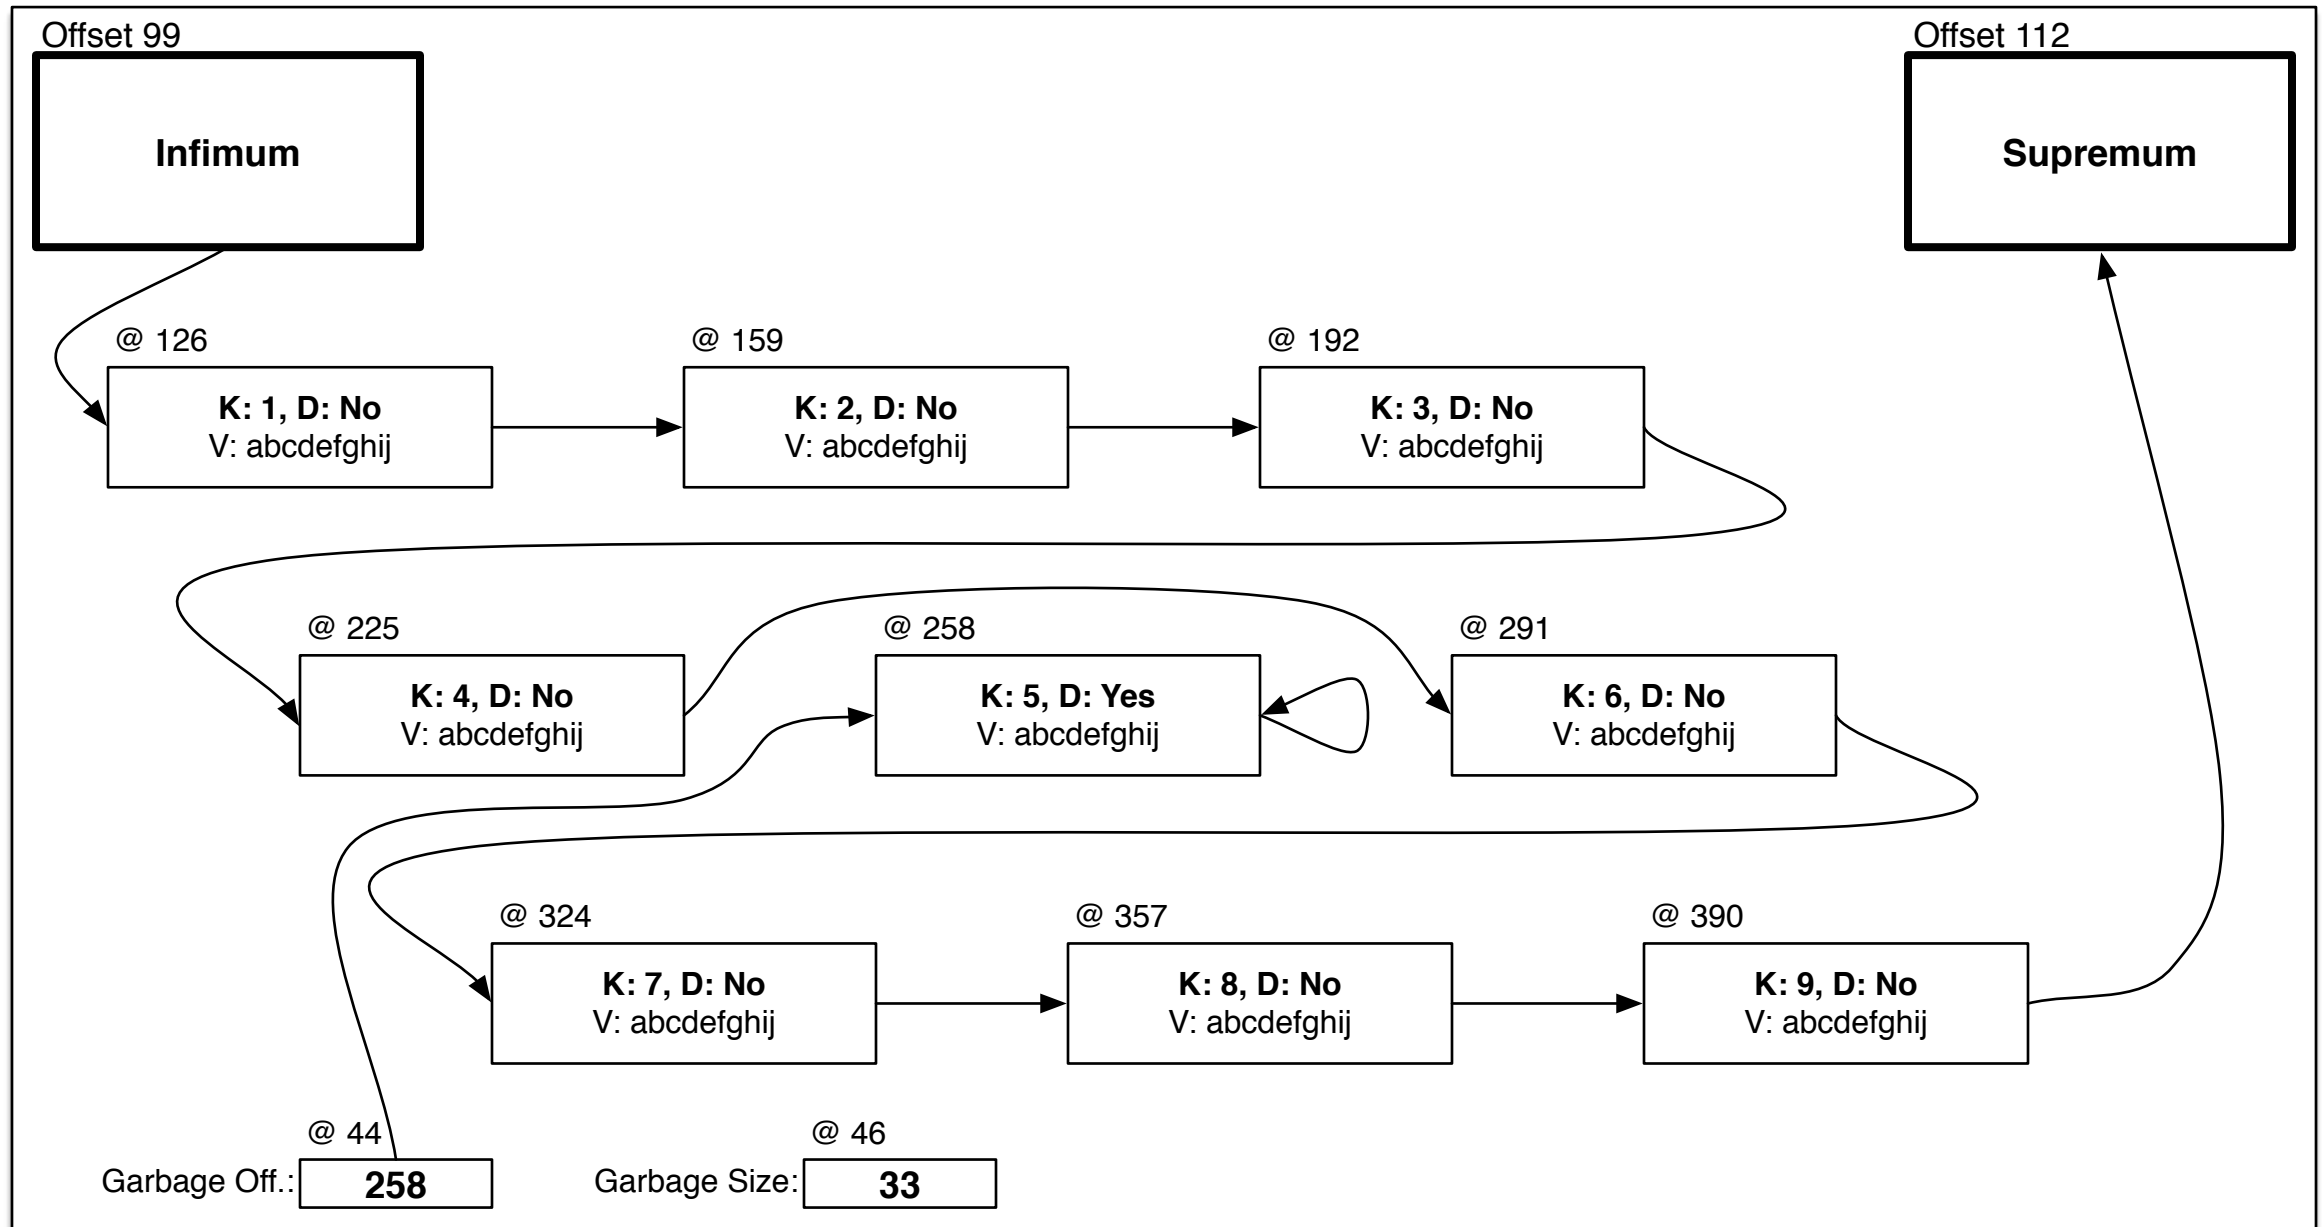 Offset 99
Offset 112
Infimum
Supremum
@ 126
@ 159
@ 192
K: 1, D: No
V: abcdefghij
K: 2, D: No
V: abcdefghij
K: 3, D: No
V: abcdefghij
@ 225
@ 258
@ 291
K: 4, D: No
V: abcdefghij
K: 5, D: Yes
V: abcdefghij
K: 6, D: No
V: abcdefghij
@ 324
@ 357
@ 390
K: 7, D: No
V: abcdefghij
K: 8, D: No
V: abcdefghij
K: 9, D: No
V: abcdefghij
@ 44
@ 46
Garbage Off.: 258
Garbage Size: 33